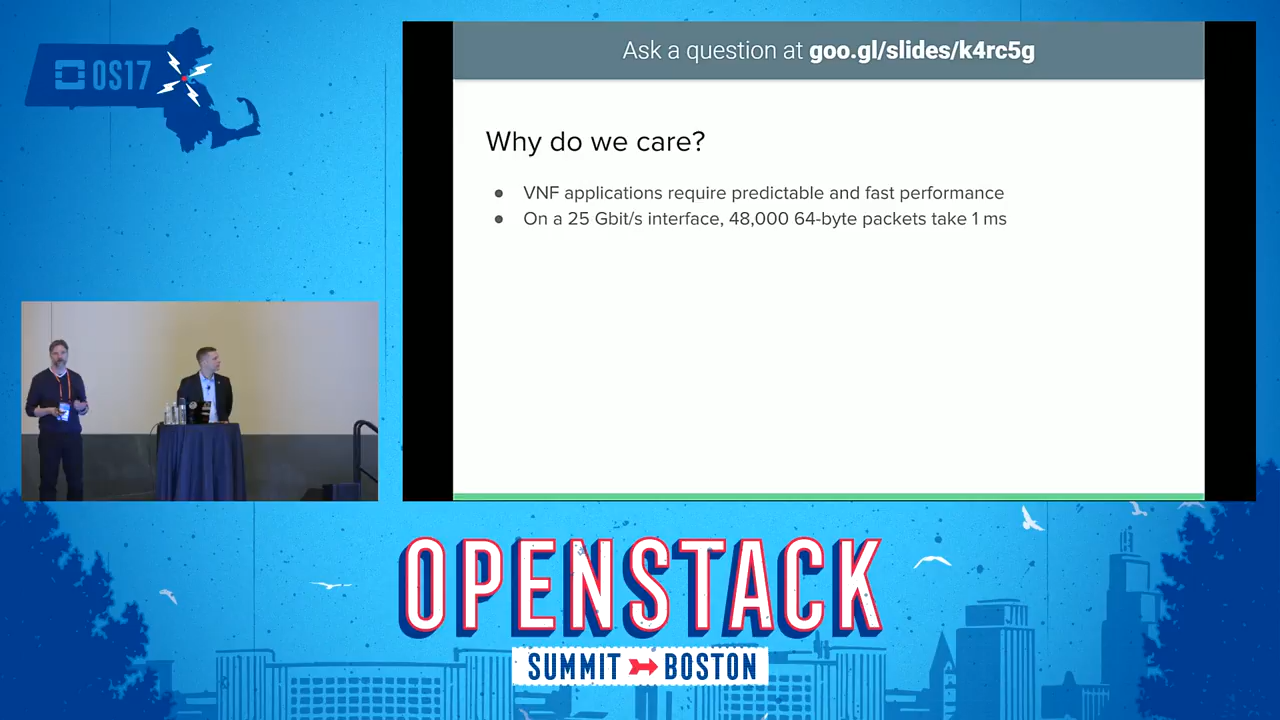 OS17
Ask a question at goo.gl/slides/k4rc5g
Why do we care?
● VNF applications require predictable and fast performance
● On a 25 Gbit/s interface, 48,000 64-byte packets take 1 ms
OPENSTACK
SUMMIT BOSTON